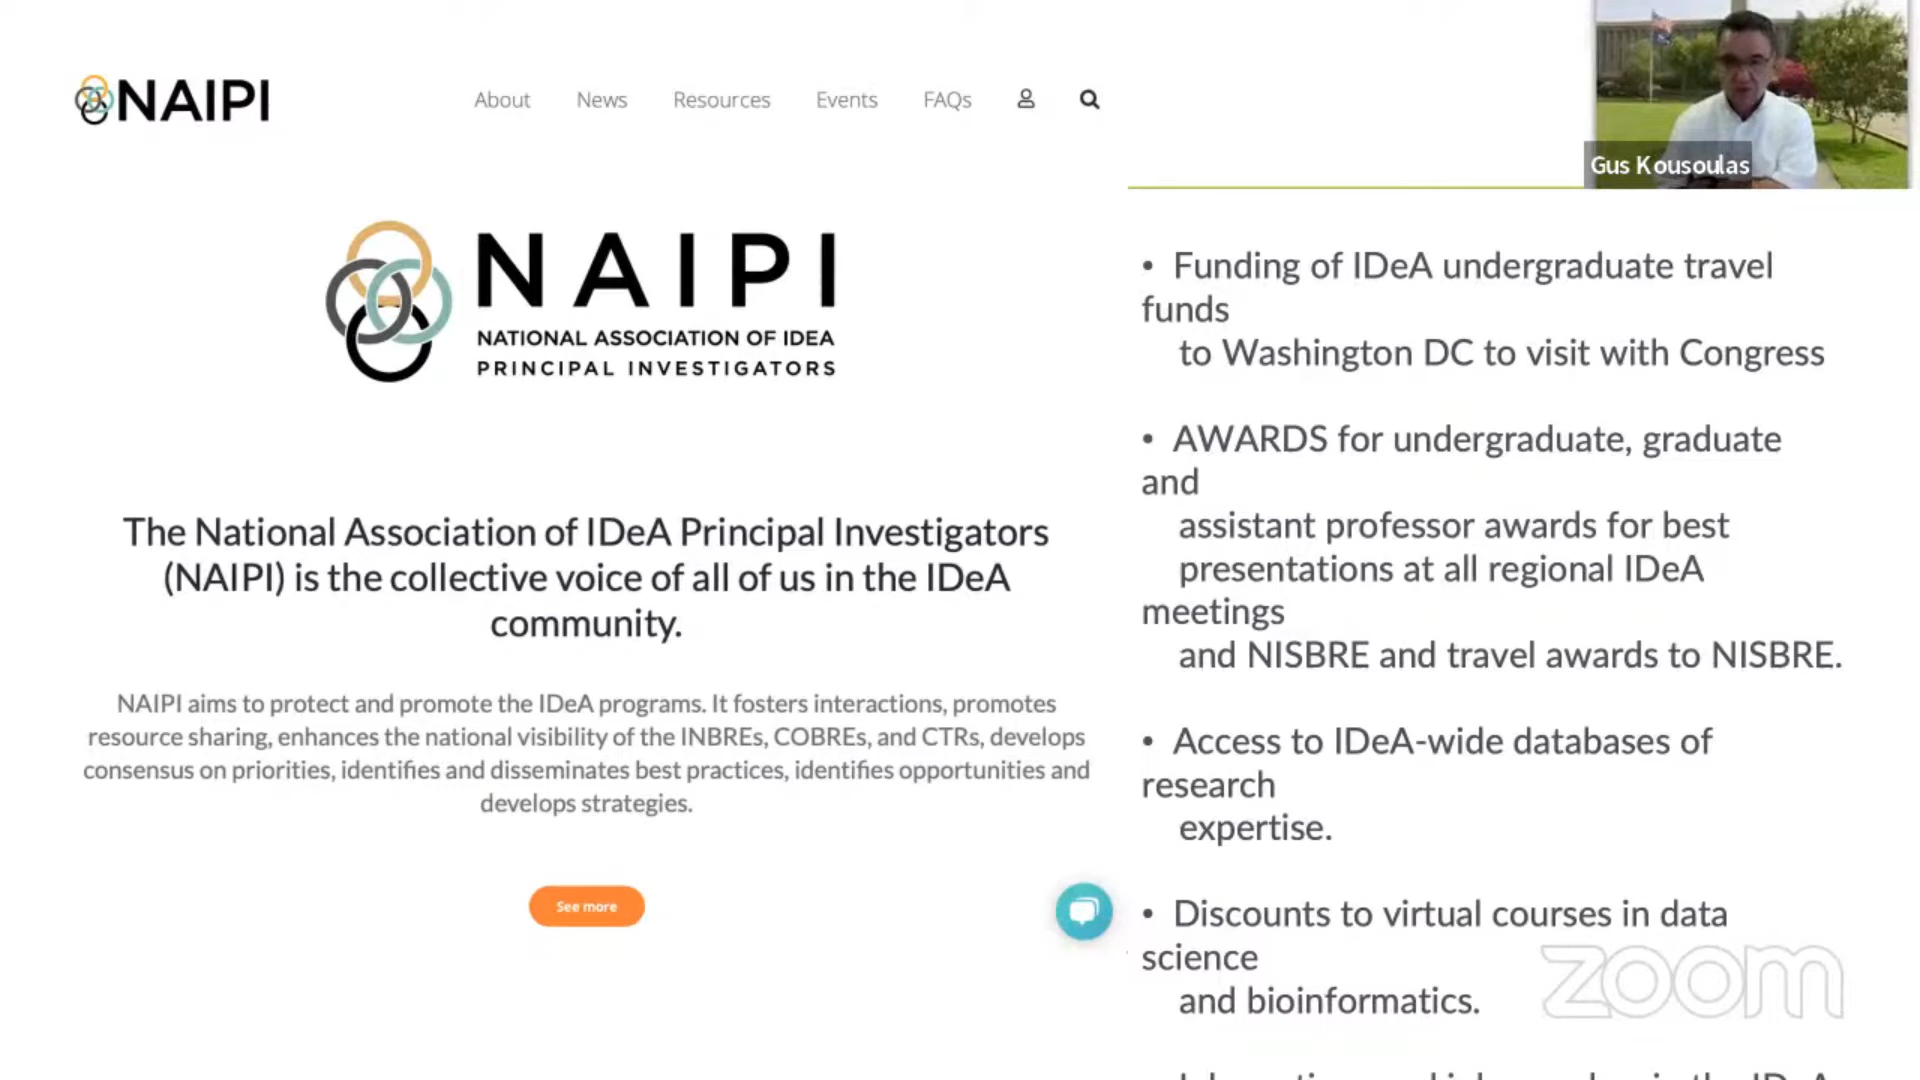 NAIPI
About News Resources Events FAQs
NAIPI
NATIONAL ASSOCIATION OF IDEA
PRINCIPAL INVESTIGATORS
The National Association of IDeA Principal Investigators
(NAIPI) is the collective voice of all of us in the IDeA
community.
NAIPI aims to protect and promote the IDeA programs. It fosters interactions, promotes
resource sharing, enhances the national visibility of the INBREs, COBREs, and CTRs, develops
consensus on priorities, identifies and disseminates best practices, identifies opportunities and
develops strategies.
See more
Gus Kousoulas
• Funding of IDeA undergraduate travel
funds
to Washington DC to visit with Congress
• AWARDS for undergraduate, graduate
and
assistant professor awards for best
presentations at all regional IDeA
meetings
and NISBRE and travel awards to NISBRE.
• Access to IDeA-wide databases of
research
expertise.
• Discounts to virtual courses in data
science
and bioinformatics.
zoom